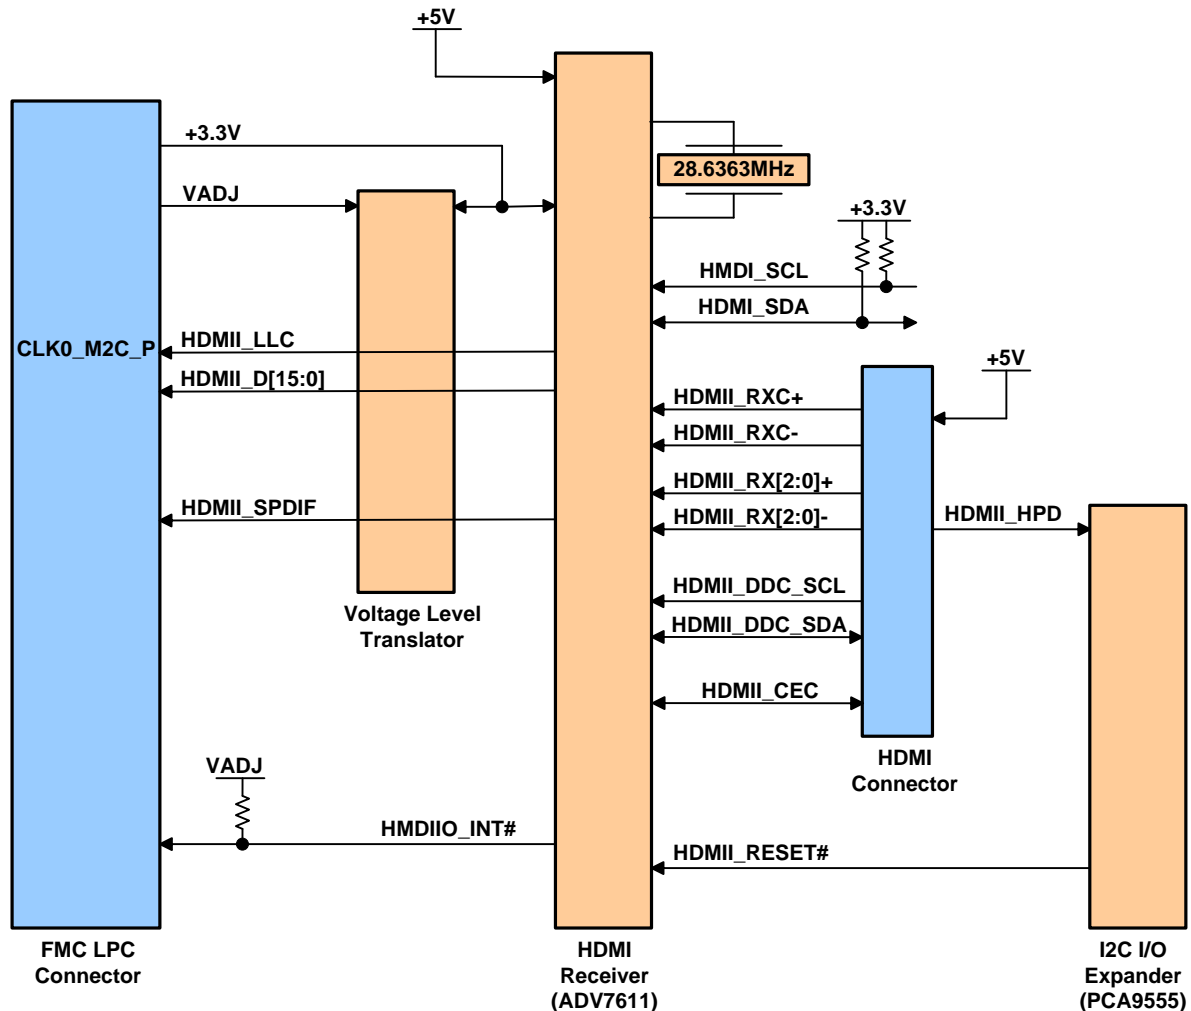 +5V
+3.3V
28.6363MHz
VADJ
+3.3V
HMDI_SCL
HDMI_SDA
CLK0_M2C_P
HDMII_LLC
HDMII_D[15:0]
+5V
HDMII_RXC+
HDMII_RXC-
HDMII_RX[2:0]+
HDMII_SPDIF
HDMII_RX[2:0]-
HDMII_HPD
HDMII_DDC_SCL
Voltage Level
Translator
HDMII_DDC_SDA
HDMII_CEC
HDMI
Connector
VADJ
HMDIIO_INT#
HDMII_RESET#
FMC LPC
Connector
HDMI
Receiver
(ADV7611)
I2C I/O
Expander
(PCA9555)